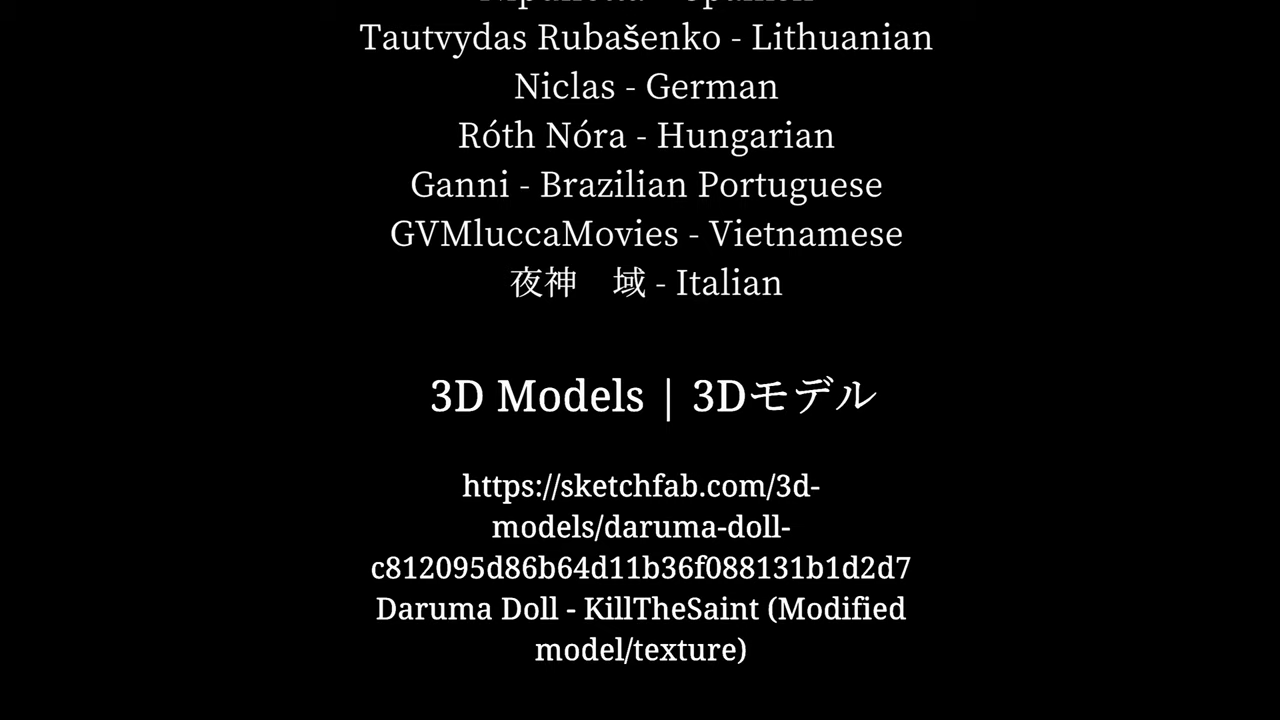 Tautvydas Rubašenko - Lithuanian
Niclas - German
Róth Nóra - Hungarian
Ganni - Brazilian Portuguese
GVMluccaMovies - Vietnamese
夜神　域 - Italian
3D Models | 3Dモデル
https://sketchfab.com/3d-
models/daruma-doll-
c812095d86b64d11b36f088131b1d2d7
Daruma Doll - KillTheSaint (Modified
model/texture)